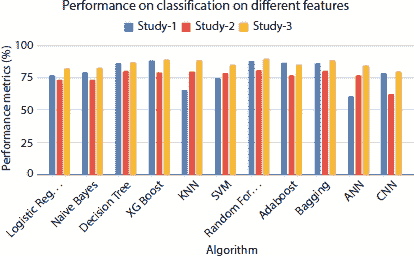 Performance on classification on different features
Study-1 Study-2 Study-3
Performance metrics (%)
100
75
50
25
0
Logistic Reg...
Naive Bayes
Decision Tree
XG Boost
KNN
SVM
Random For...
Adaboost
Bagging
ANN
CNN
Algorithm